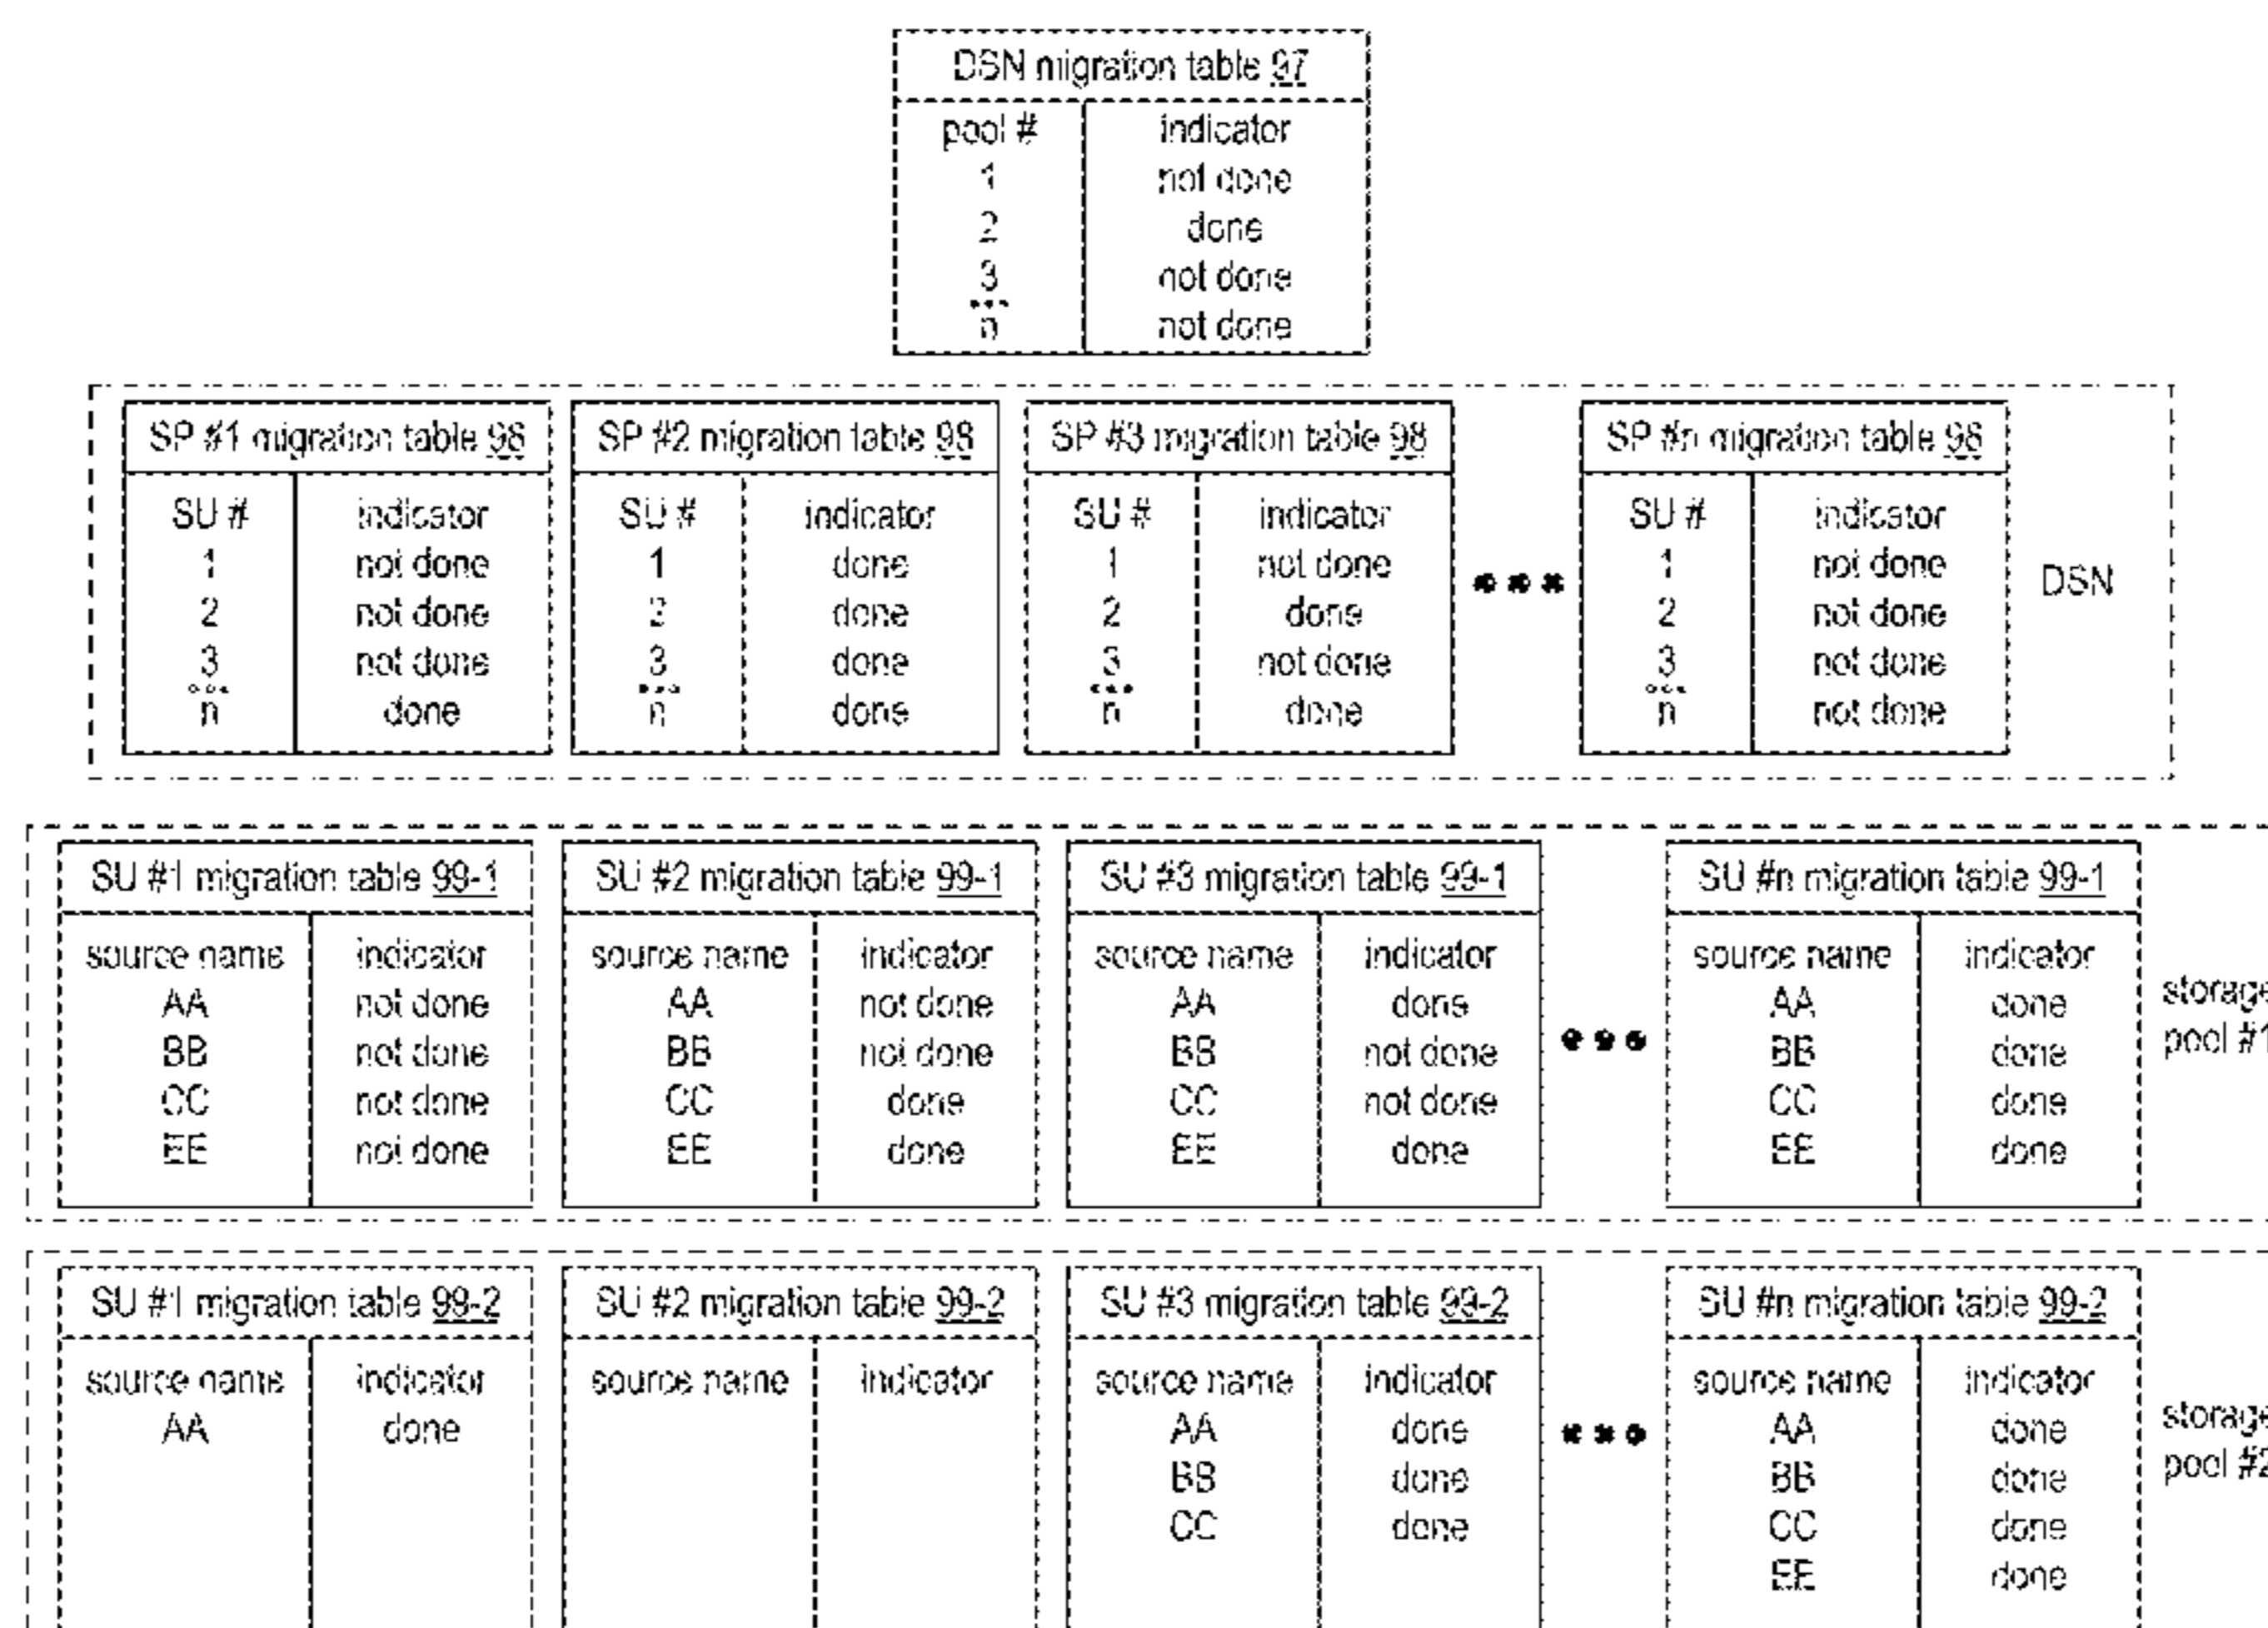 DSN migration table 97
pool # indicator
1 not done
2 done
3 not done
...
n not done
SP #1 migration table 98
SU # indicator
1 not done
2 not done
3 not done
...
n done
SP #2 migration table 98
SU # indicator
1 done
2 done
3 done
...
n done
SP #3 migration table 98
SU # indicator
1 not done
2 done
3 not done
...
n done
SP #n migration table 98
SU # indicator
1 not done
2 not done
3 not done
...
n not done
DSN
SU #1 migration table 99-1
source name indicator
AA not done
BB not done
CC not done
EE not done
SU #2 migration table 99-1
source name indicator
AA not done
BB not done
CC done
EE done
SU #3 migration table 99-1
source name indicator
AA done
BB not done
CC not done
EE done
SU #n migration table 99-1
source name indicator
AA done
BB done
CC done
EE done
storage
pool #1
SU #1 migration table 99-2
source name indicator
AA done
SU #2 migration table 99-2
source name indicator
SU #3 migration table 99-2
source name indicator
AA done
BB done
CC done
SU #n migration table 99-2
source name indicator
AA done
BB done
CC done
EE done
storage
pool #2